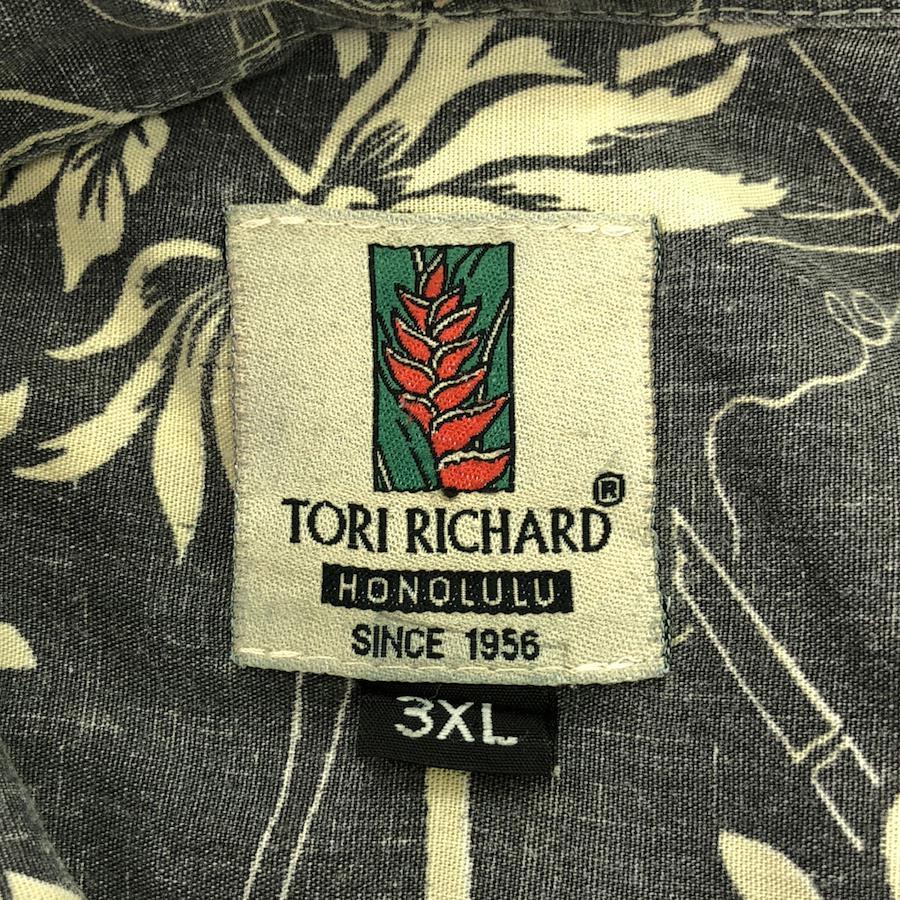 TORI RICHARD®
HONOLULU
SINCE 1956
3XL